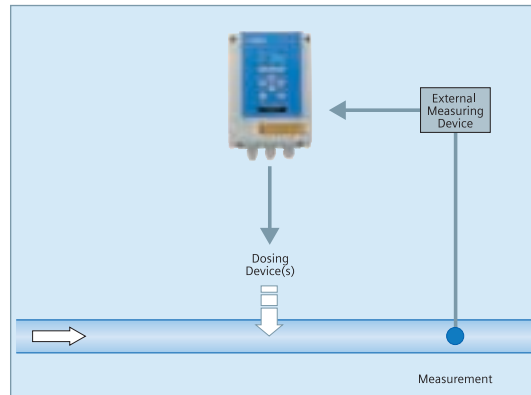 External
Measuring
Device
Dosing
Device(s)
Measurement